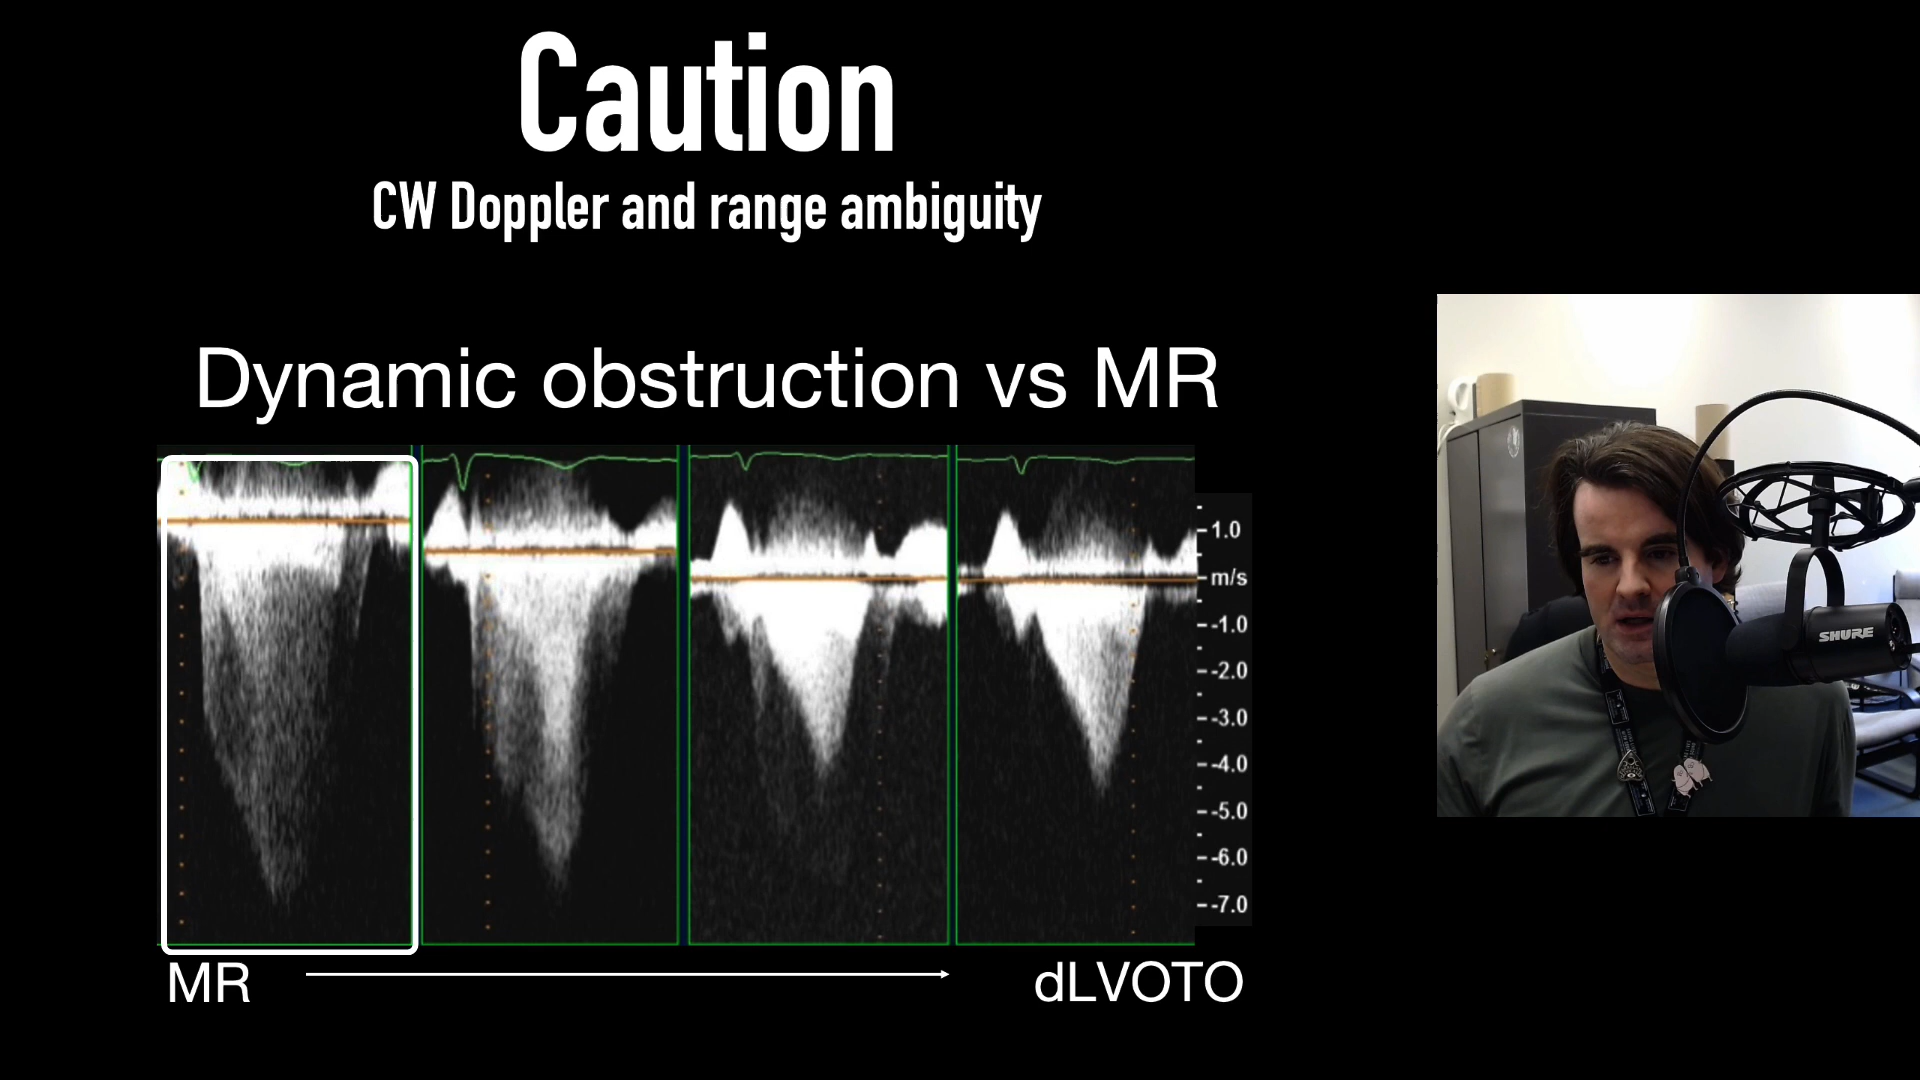 Caution
CW Doppler and range ambiguity
Dynamic obstruction vs MR
1.0
m/s
-1.0
-2.0
-3.0
-4.0
-5.0
-6.0
-7.0
MR
dLVOTO
SHURE